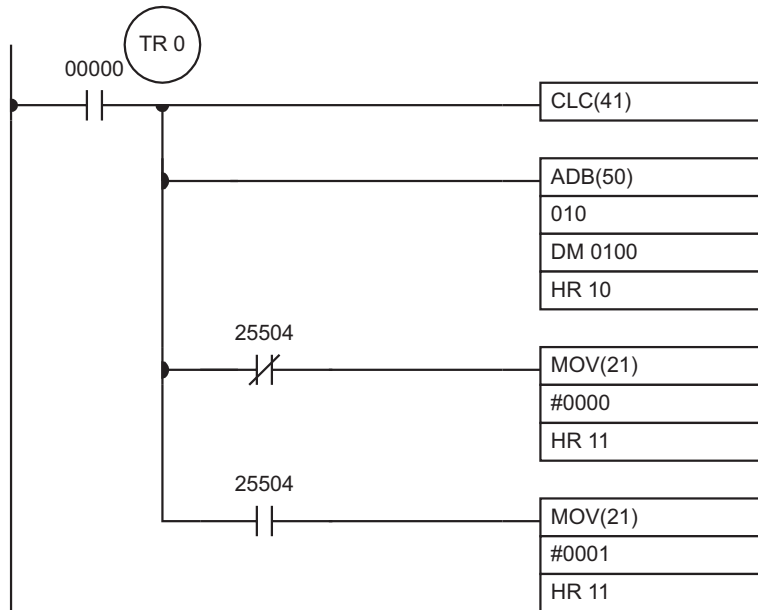 TR 0
00000
CLC(41)
ADB(50)
010
DM 0100
HR 10
25504
MOV(21)
#0000
HR 11
25504
MOV(21)
#0001
HR 11